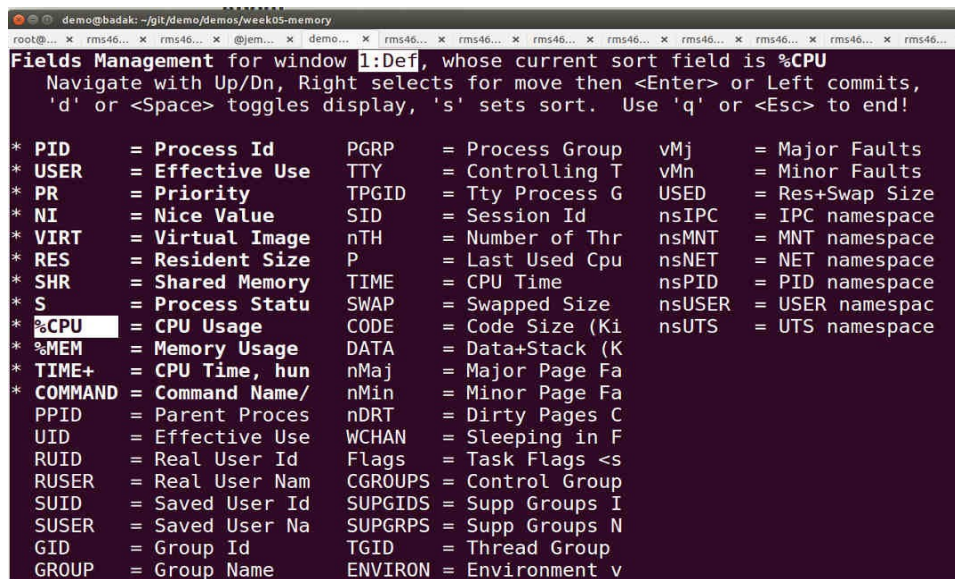 demo@badak: ~/git/demo/demos/week05-memory
root@... × rms46... × rms46... × @jem... × demo... × rms46... × rms46... × rms46... × rms46... × rms46... × rms46... × rms46... × rms46...
Fields Management for window 1:Def, whose current sort field is %CPU
Navigate with Up/Dn, Right selects for move then <Enter> or Left commits,
'd' or <Space> toggles display, 's' sets sort. Use 'q' or <Esc> to end!
* PID = Process Id PGRP = Process Group vMj = Major Faults
* USER = Effective Use TTY = Controlling T vMn = Minor Faults
* PR = Priority TPGID = Tty Process G USED = Res+Swap Size
* NI = Nice Value SID = Session Id nsIPC = IPC namespace
* VIRT = Virtual Image nTH = Number of Thr nsMNT = MNT namespace
* RES = Resident Size P = Last Used Cpu nsNET = NET namespace
* SHR = Shared Memory TIME = CPU Time nsPID = PID namespace
* S = Process Statu SWAP = Swapped Size nsUSER = USER namespac
* %CPU = CPU Usage CODE = Code Size (Ki nsUTS = UTS namespace
* %MEM = Memory Usage DATA = Data+Stack (K
* TIME+ = CPU Time, hun nMaj = Major Page Fa
* COMMAND = Command Name/ nMin = Minor Page Fa
PPID = Parent Proces nDRT = Dirty Pages C
UID = Effective Use WCHAN = Sleeping in F
RUID = Real User Id Flags = Task Flags <s
RUSER = Real User Nam CGROUPS = Control Group
SUID = Saved User Id SUPGIDS = Supp Groups I
SUSER = Saved User Na SUPGRPS = Supp Groups N
GID = Group Id TGID = Thread Group
GROUP = Group Name ENVIRON = Environment v